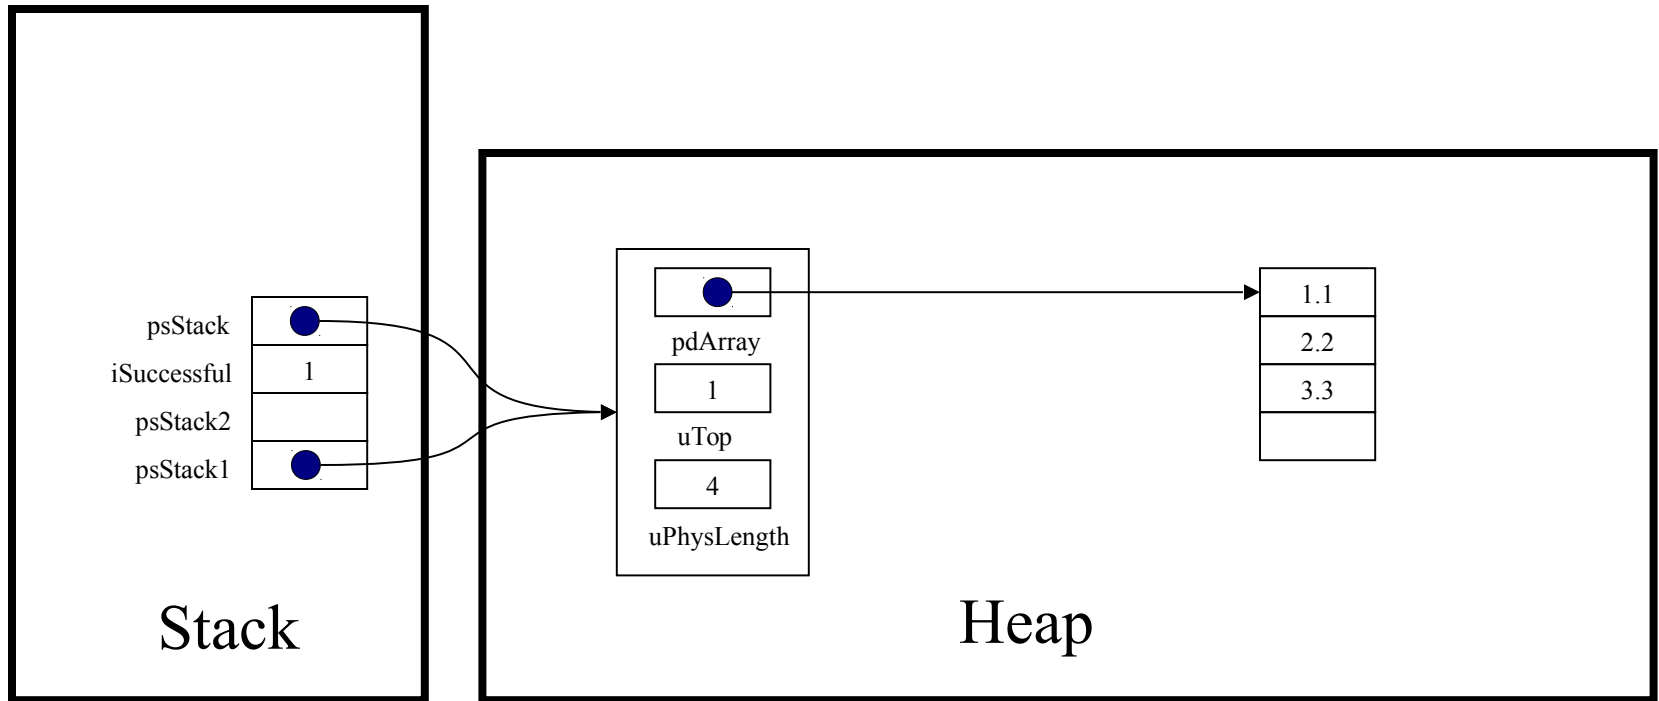 psStack
iSuccessful 1
psStack2
psStack1
Stack
pdArray
1
uTop
4
uPhysLength
1.1
2.2
3.3
Heap